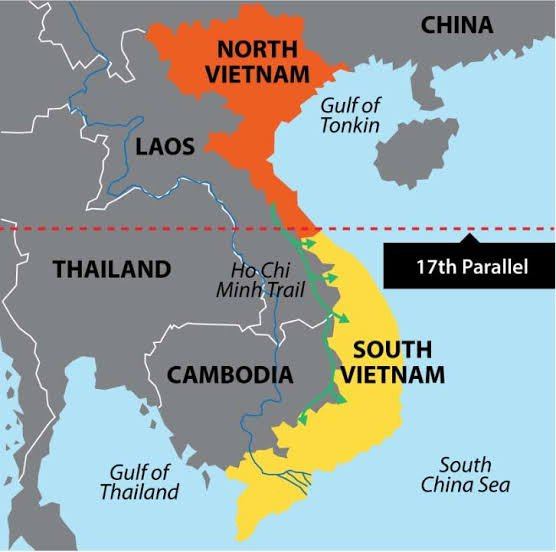 CHINA
NORTH
VIETNAM
Gulf of
Tonkin
LAOS
17th Parallel
THAILAND
Ho Chi
Minh Trail
SOUTH
VIETNAM
CAMBODIA
Gulf of
Thailand
South
China Sea